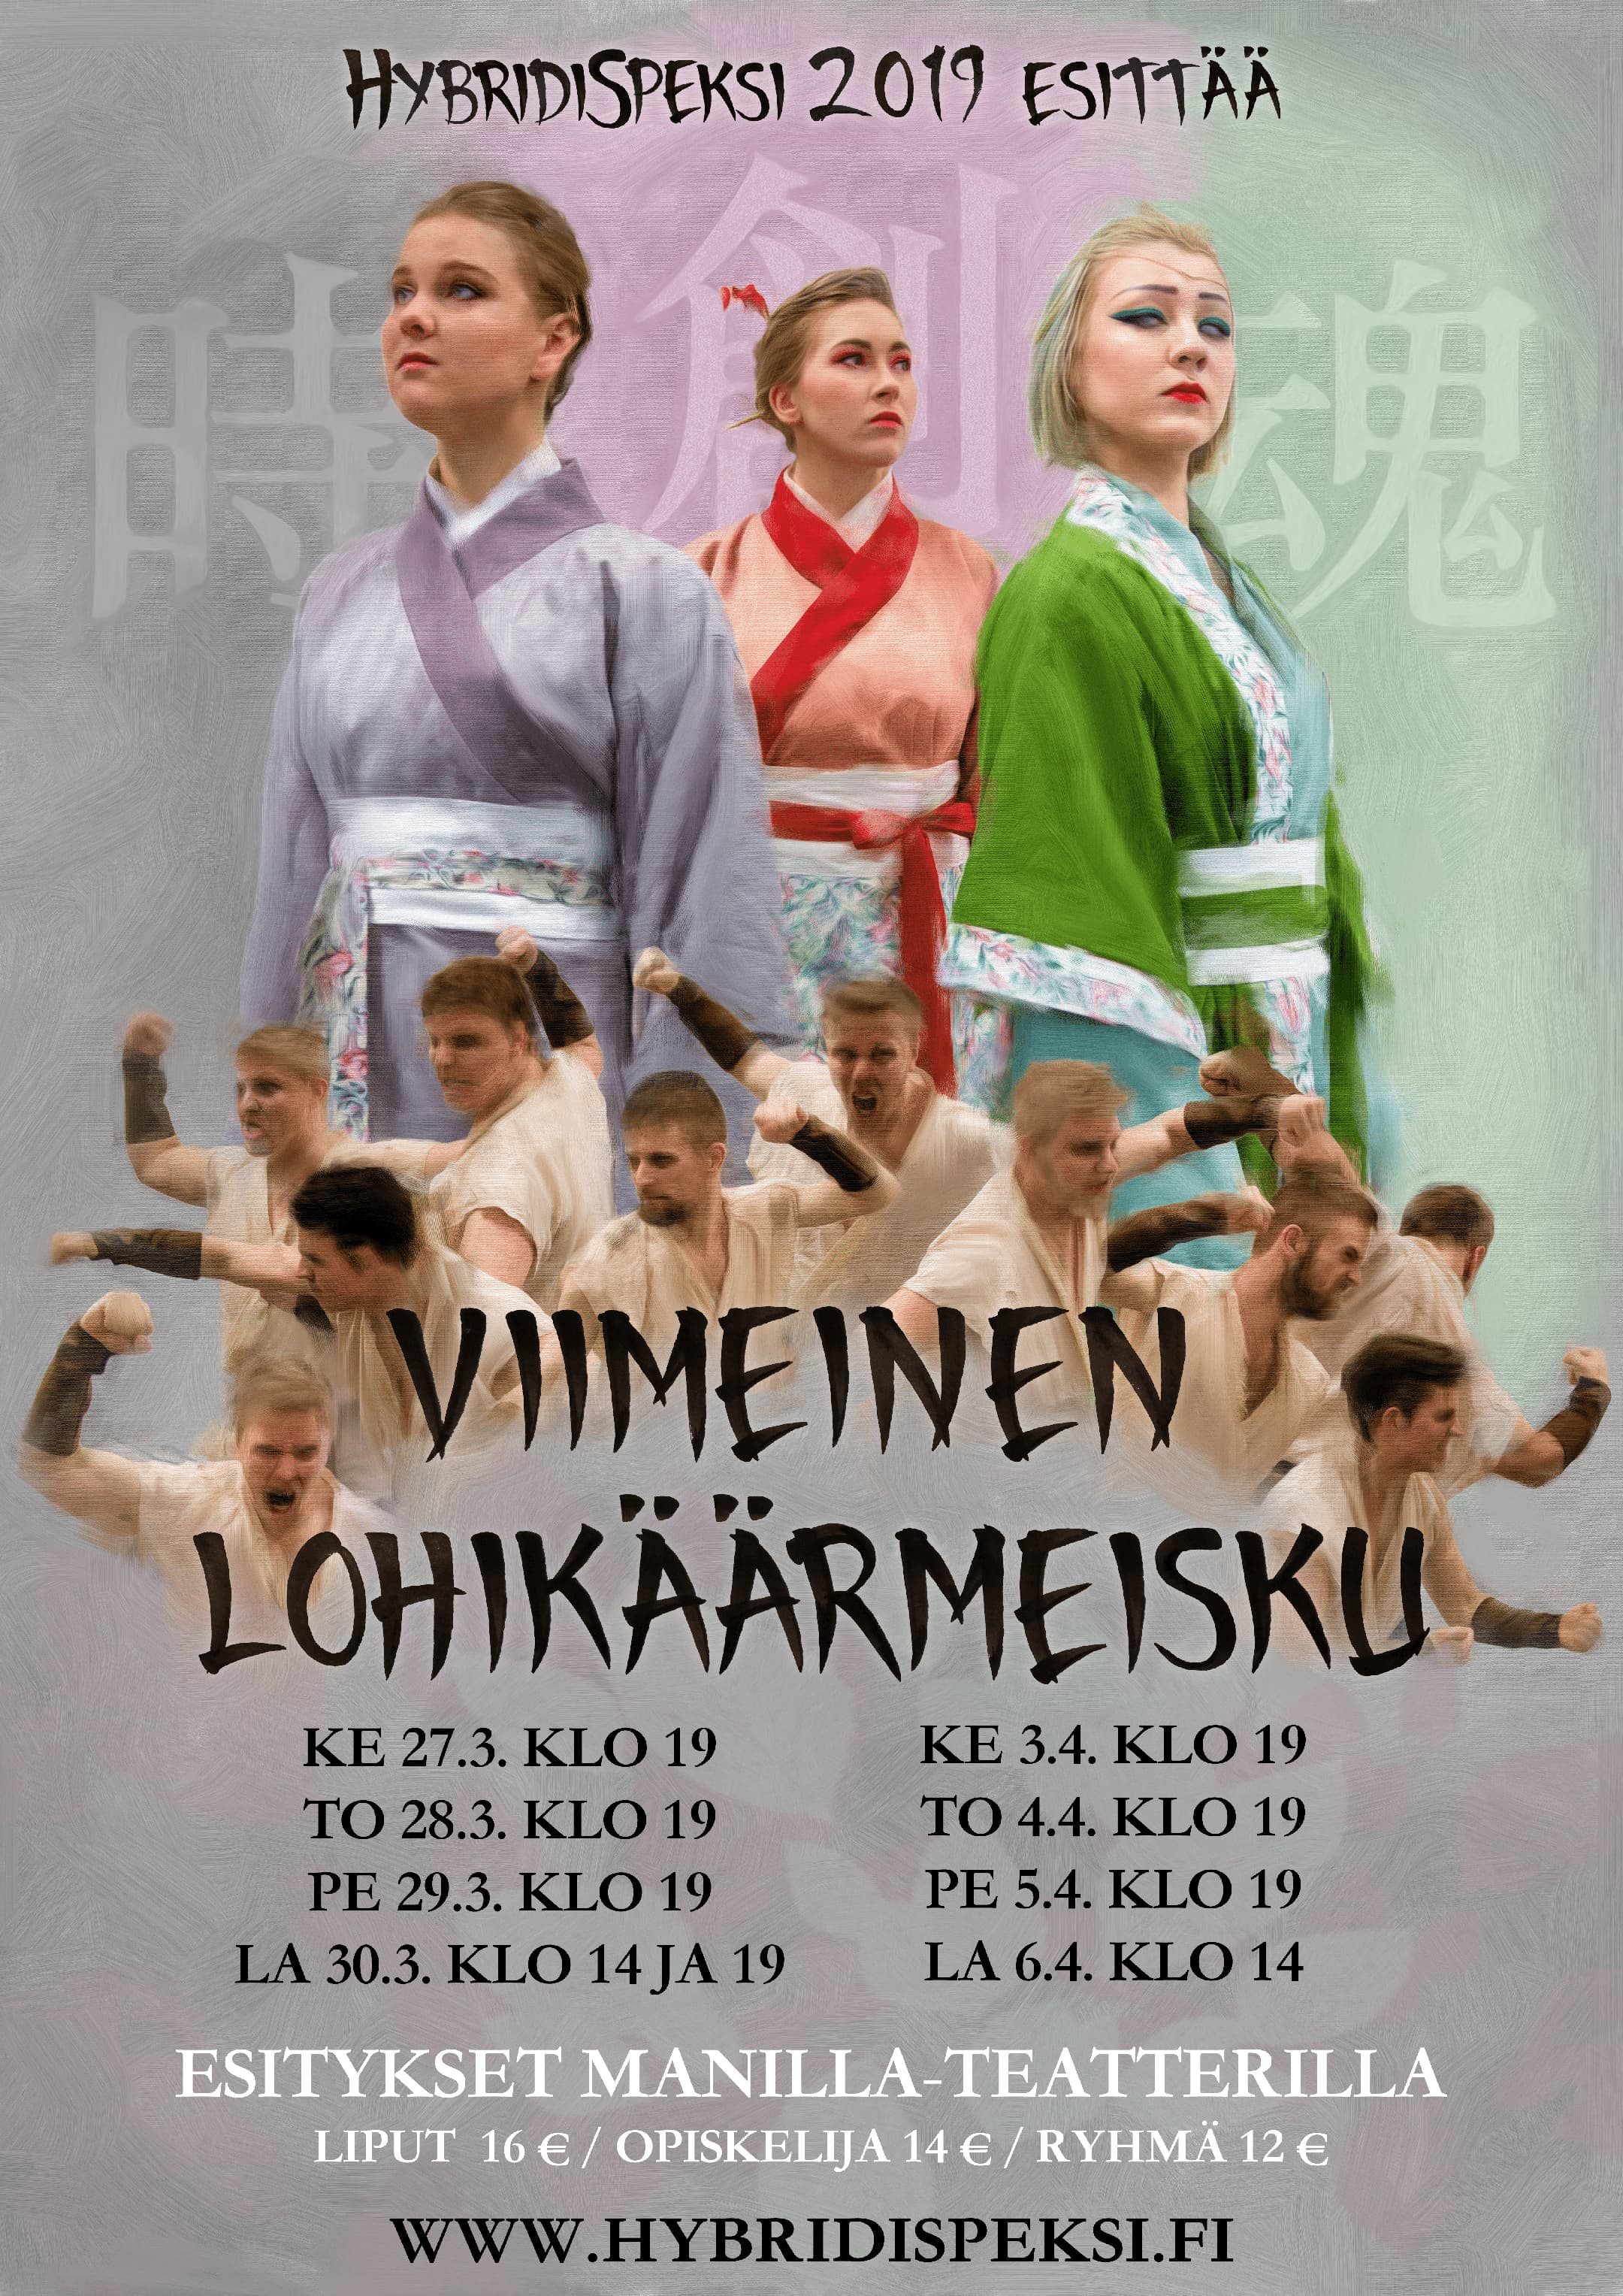 HYBRIDISPEKSI 2019 ESITTÄÄ
時 創 魂
VIIMEINEN
LOHIKÄÄRMEISKU
KE 27.3. KLO 19
TO 28.3. KLO 19
PE 29.3. KLO 19
LA 30.3. KLO 14 JA 19
KE 3.4. KLO 19
TO 4.4. KLO 19
PE 5.4. KLO 19
LA 6.4. KLO 14
ESITYKSET MANILLA-TEATTERILLA
LIPUT 16 € / OPISKELIJA 14 € / RYHMÄ 12 €
WWW.HYBRIDISPEKSI.FI